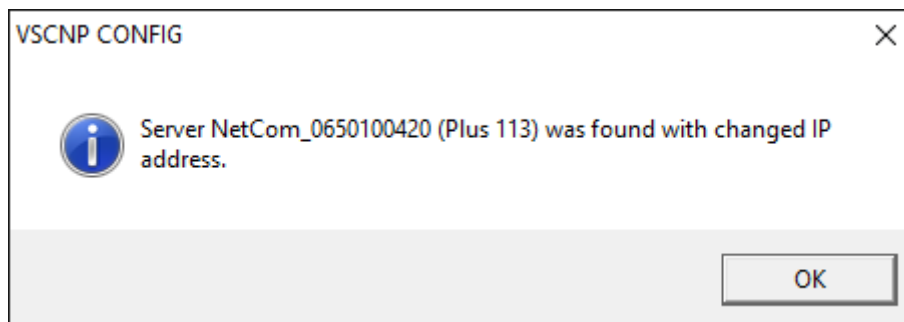 VSCNP CONFIG
Server NetCom_0650100420 (Plus 113) was found with changed IP
address.
OK